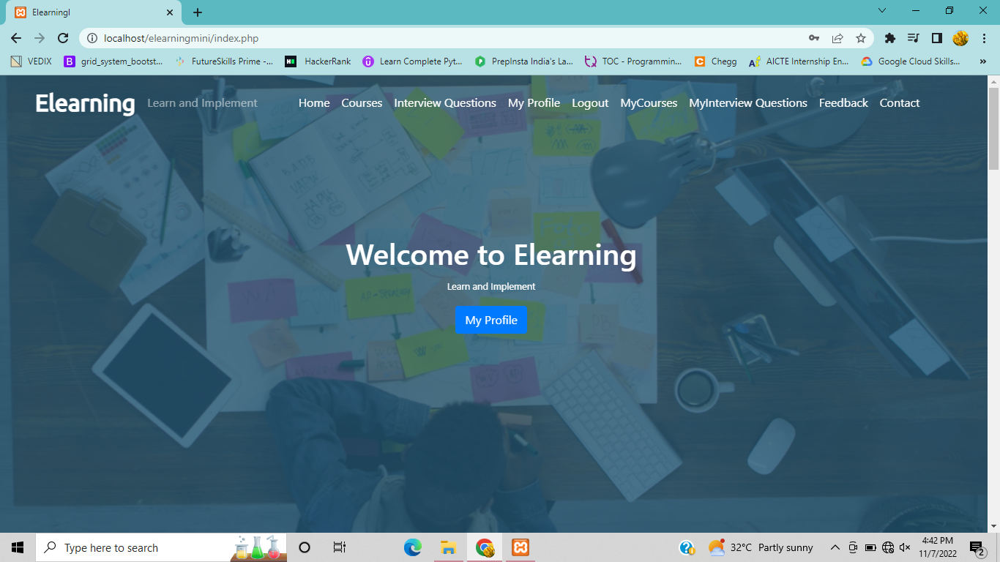 Elearningl
localhost/elearningmini/index.php
VEDIX grid_system_bootst... FutureSkills Prime -... HackerRank Learn Complete Pyt... PrepInsta India's La... TOC - Programmin... Chegg AICTE Internship En... Google Cloud Skills... »
Elearning Learn and Implement Home Courses Interview Questions My Profile Logout MyCourses MyInterview Questions Feedback Contact
Welcome to Elearning
Learn and Implement
My Profile
Type here to search
32°C Partly sunny
4:42 PM
11/7/2022
2